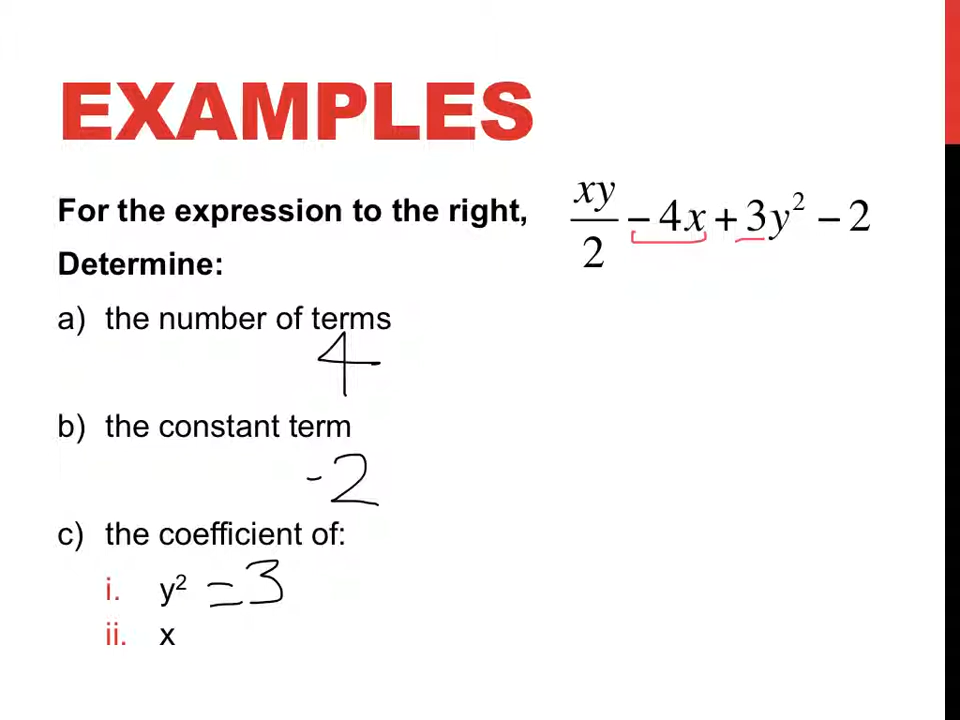 EXAMPLES
For the expression to the right,
Determine:
xy/2 − 4x + 3y² − 2
a) the number of terms
4
b) the constant term
-2
c) the coefficient of:
i. y² = 3
ii. x